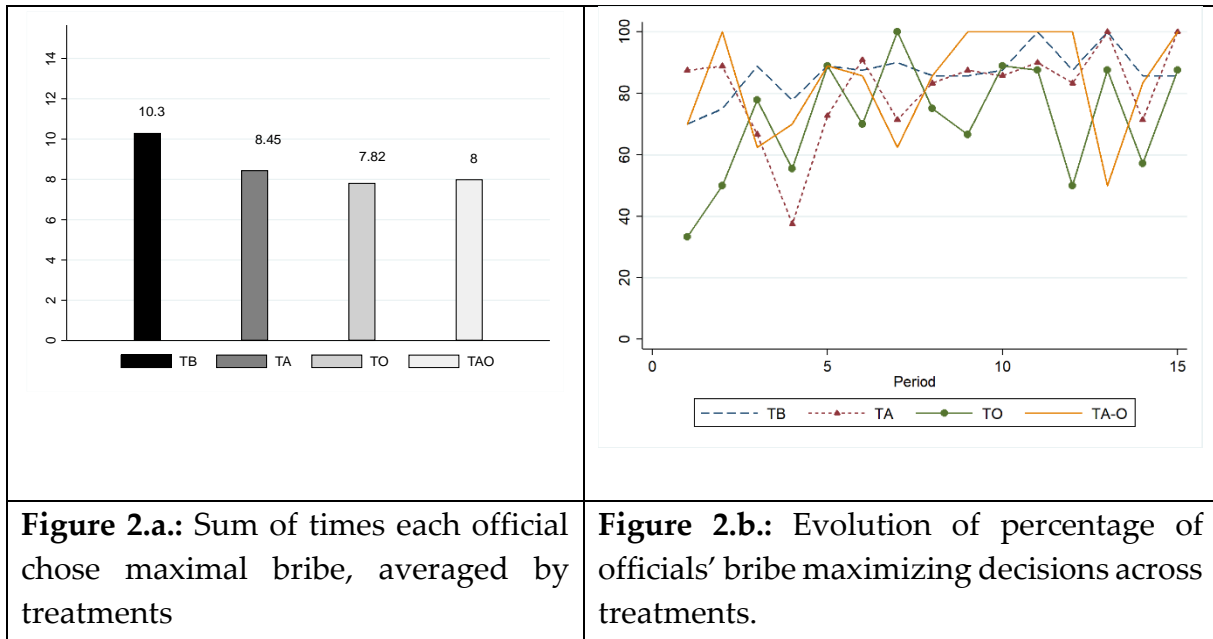 14
12
10
8
6
4
2
0
10.3
8.45
7.82
8
TB TA TO TAO
100
80
60
40
20
0
0 5 10 15
Period
TB TA TO TA-O
Figure 2.a.: Sum of times each official
chose maximal bribe, averaged by
treatments
Figure 2.b.: Evolution of percentage of
officials’ bribe maximizing decisions across
treatments.